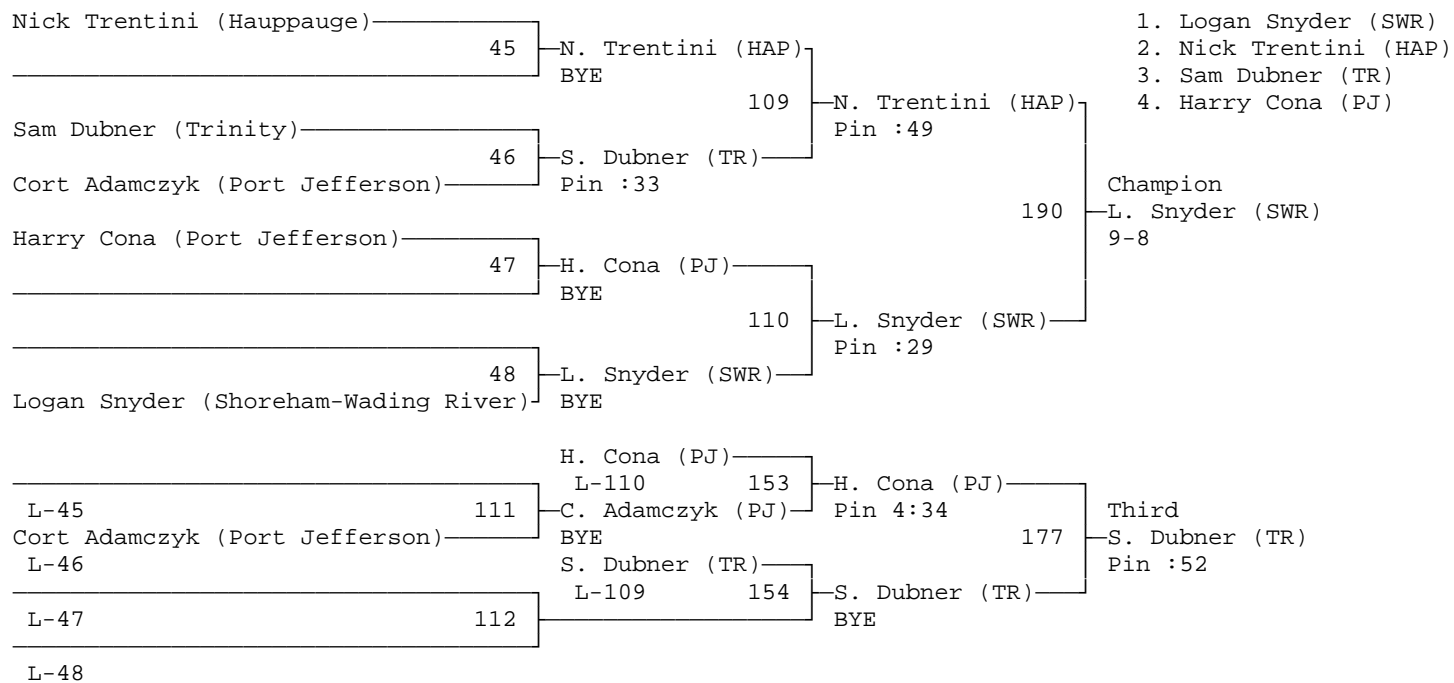 Nick Trentini (Hauppauge) 1. Logan Snyder (SWR)
45 N. Trentini (HAP) 2. Nick Trentini (HAP)
BYE 3. Sam Dubner (TR)
109 N. Trentini (HAP) 4. Harry Cona (PJ)
Sam Dubner (Trinity) Pin :49
46 S. Dubner (TR)
Cort Adamczyk (Port Jefferson) Pin :33 Champion
190 L. Snyder (SWR)
Harry Cona (Port Jefferson) 9-8
47 H. Cona (PJ)
BYE
110 L. Snyder (SWR)
Pin :29
48 L. Snyder (SWR)
Logan Snyder (Shoreham-Wading River) BYE
H. Cona (PJ)
L-110 153 H. Cona (PJ)
L-45 111 C. Adamczyk (PJ) Pin 4:34 Third
Cort Adamczyk (Port Jefferson) BYE 177 S. Dubner (TR)
L-46 S. Dubner (TR) Pin :52
L-109 154 S. Dubner (TR)
L-47 112 BYE
L-48